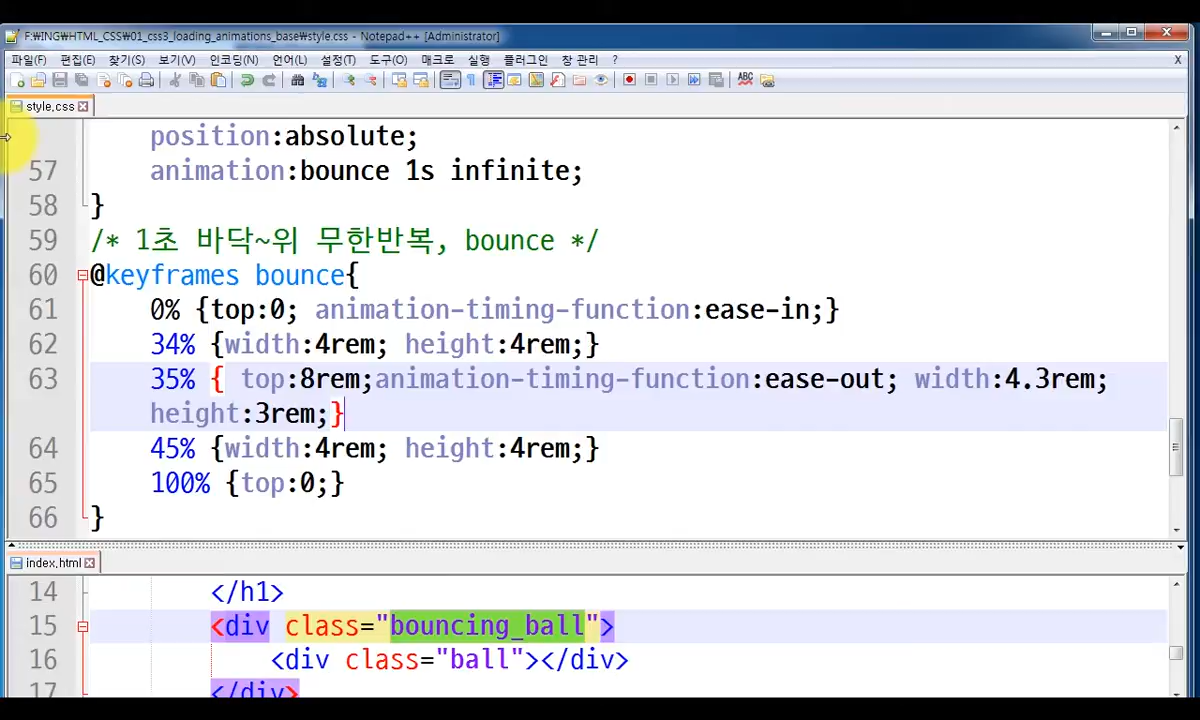 F:\ING\HTML_CSS\01_css3_loading_animations_base\style.css - Notepad++ [Administrator]
파일(F) 편집(E) 찾기(S) 보기(V) 인코딩(N) 언어(L) 설정(T) 도구(O) 매크로 실행 플러그인 창 관리 ? X
style.css
position:absolute;
57 animation:bounce 1s infinite;
58 }
59 /* 1초 바닥~위 무한반복, bounce */
60 @keyframes bounce{
61 0% {top:0; animation-timing-function:ease-in;}
62 34% {width:4rem; height:4rem;}
63 35% { top:8rem;animation-timing-function:ease-out; width:4.3rem;
height:3rem;}
64 45% {width:4rem; height:4rem;}
65 100% {top:0;}
66 }
index.html
14 </h1>
15 <div class="bouncing_ball">
16 <div class="ball"></div>
17 </div>